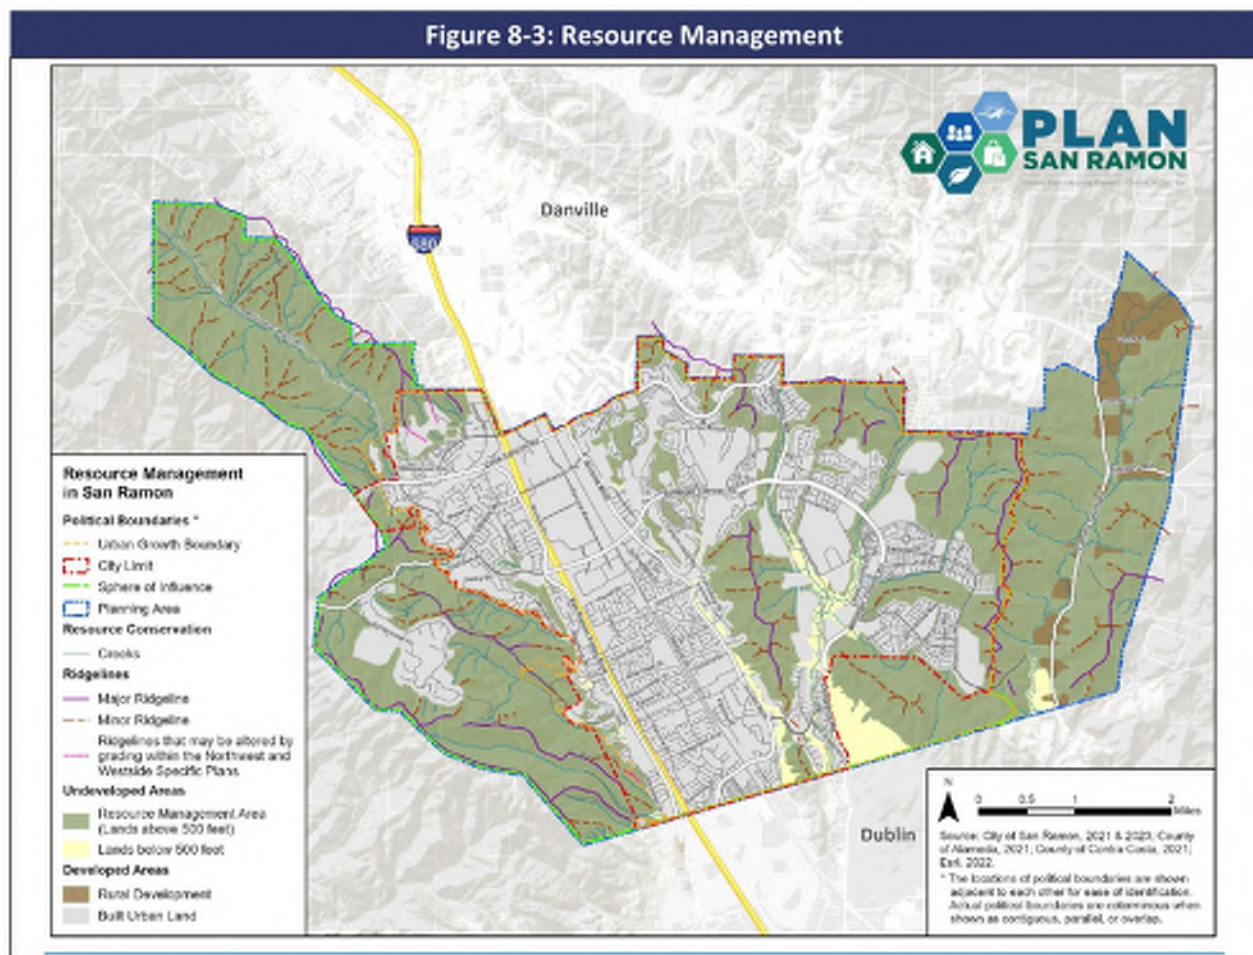 Figure 8-3: Resource Management
PLAN
SAN RAMON
Danville
680
Resource Management
in San Ramon
Political Boundaries *
Urban Growth Boundary
City Limit
Sphere of Influence
Planning Area
Resource Conservation
Creeks
Ridgelines
Major Ridgeline
Minor Ridgeline
Ridgelines that may be altered by
grading within the Northwest and
Westside Specific Plans
Undeveloped Areas
Resource Management Area
(Lands above 500 feet)
Lands below 500 feet
Developed Areas
Rural Development
Built Urban Land
Dublin
N
0 0.5 1 2
Miles
Source: City of San Ramon, 2021 & 2023; County
of Alameda, 2021; County of Contra Costa, 2021;
Esri, 2022.
* The locations of political boundaries are shown
adjacent to each other for ease of identification.
Actual political boundaries are coterminous when
shown as contiguous, parallel, or overlap.